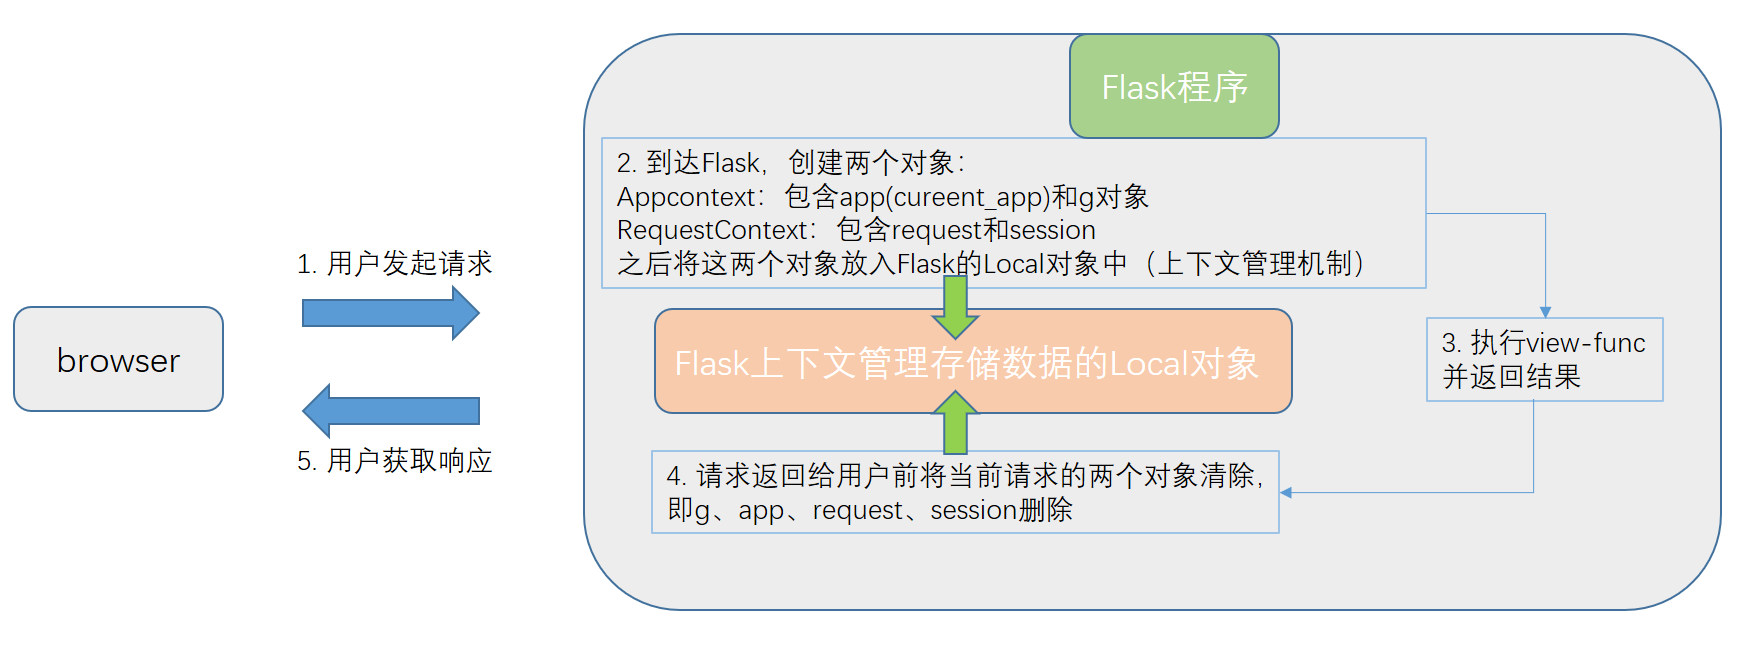 Flask程序
2. 到达Flask，创建两个对象：
Appcontext：包含app(cureent_app)和g对象
RequestContext：包含request和session
之后将这两个对象放入Flask的Local对象中（上下文管理机制）
1. 用户发起请求
browser
Flask上下文管理存储数据的Local对象
3. 执行view-func
并返回结果
5. 用户获取响应
4. 请求返回给用户前将当前请求的两个对象清除，
即g、app、request、session删除